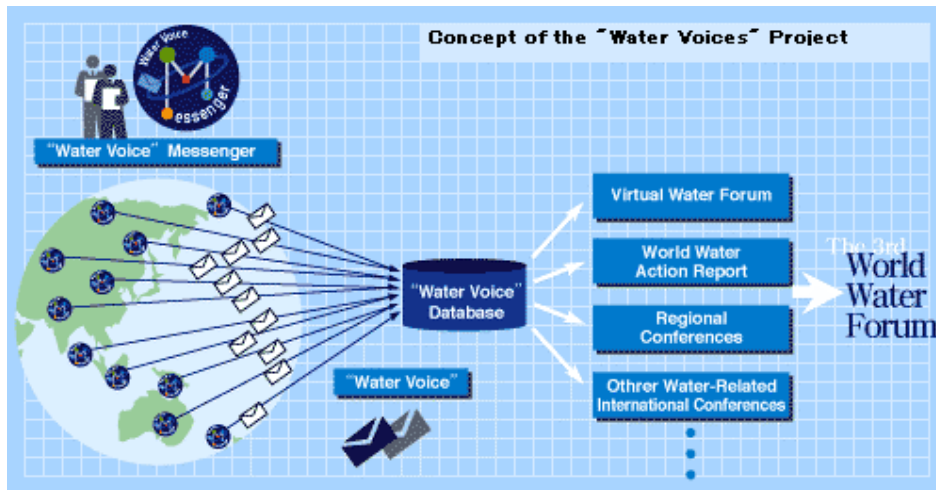 Concept of the "Water Voices" Project
Water Voice
Messenger
"Water Voice" Messenger
Virtual Water Forum
World Water
Action Report
"Water Voice"
Database
Regional
Conferences
"Water Voice"
Othrer Water-Related
International Conferences
The 3rd
World
Water
Forum